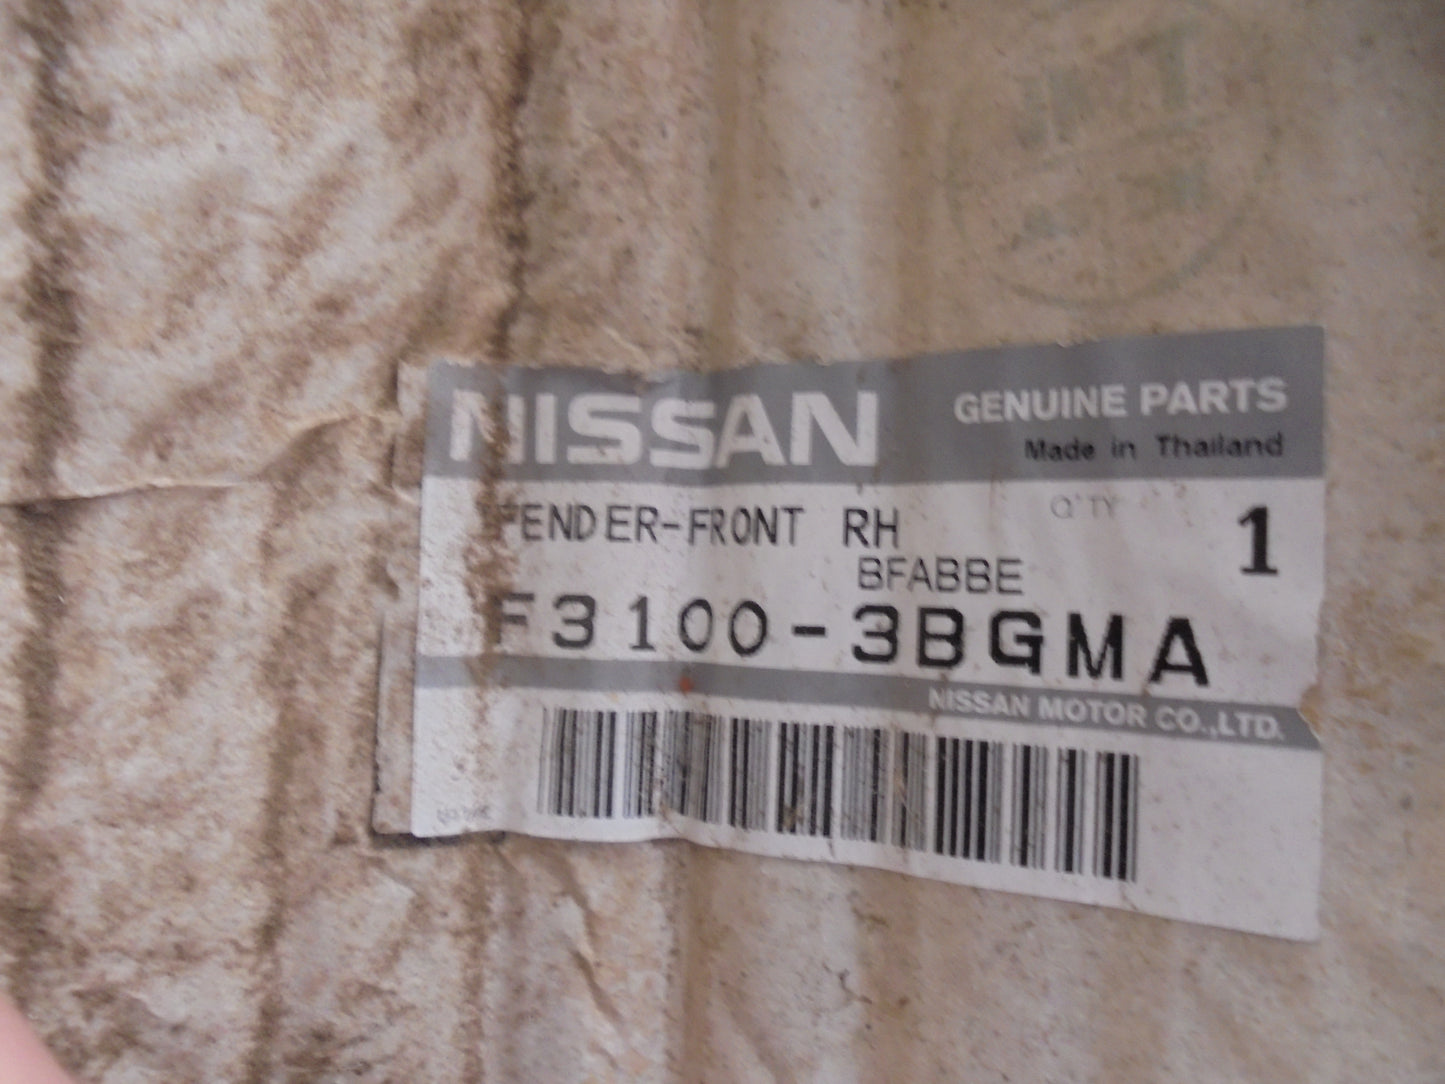 NISSAN
GENUINE PARTS
Made in Thailand
FENDER-FRONT RH
Q'TY
1
BFABBE
F3100-3BGMA
NISSAN MOTOR CO.,LTD.